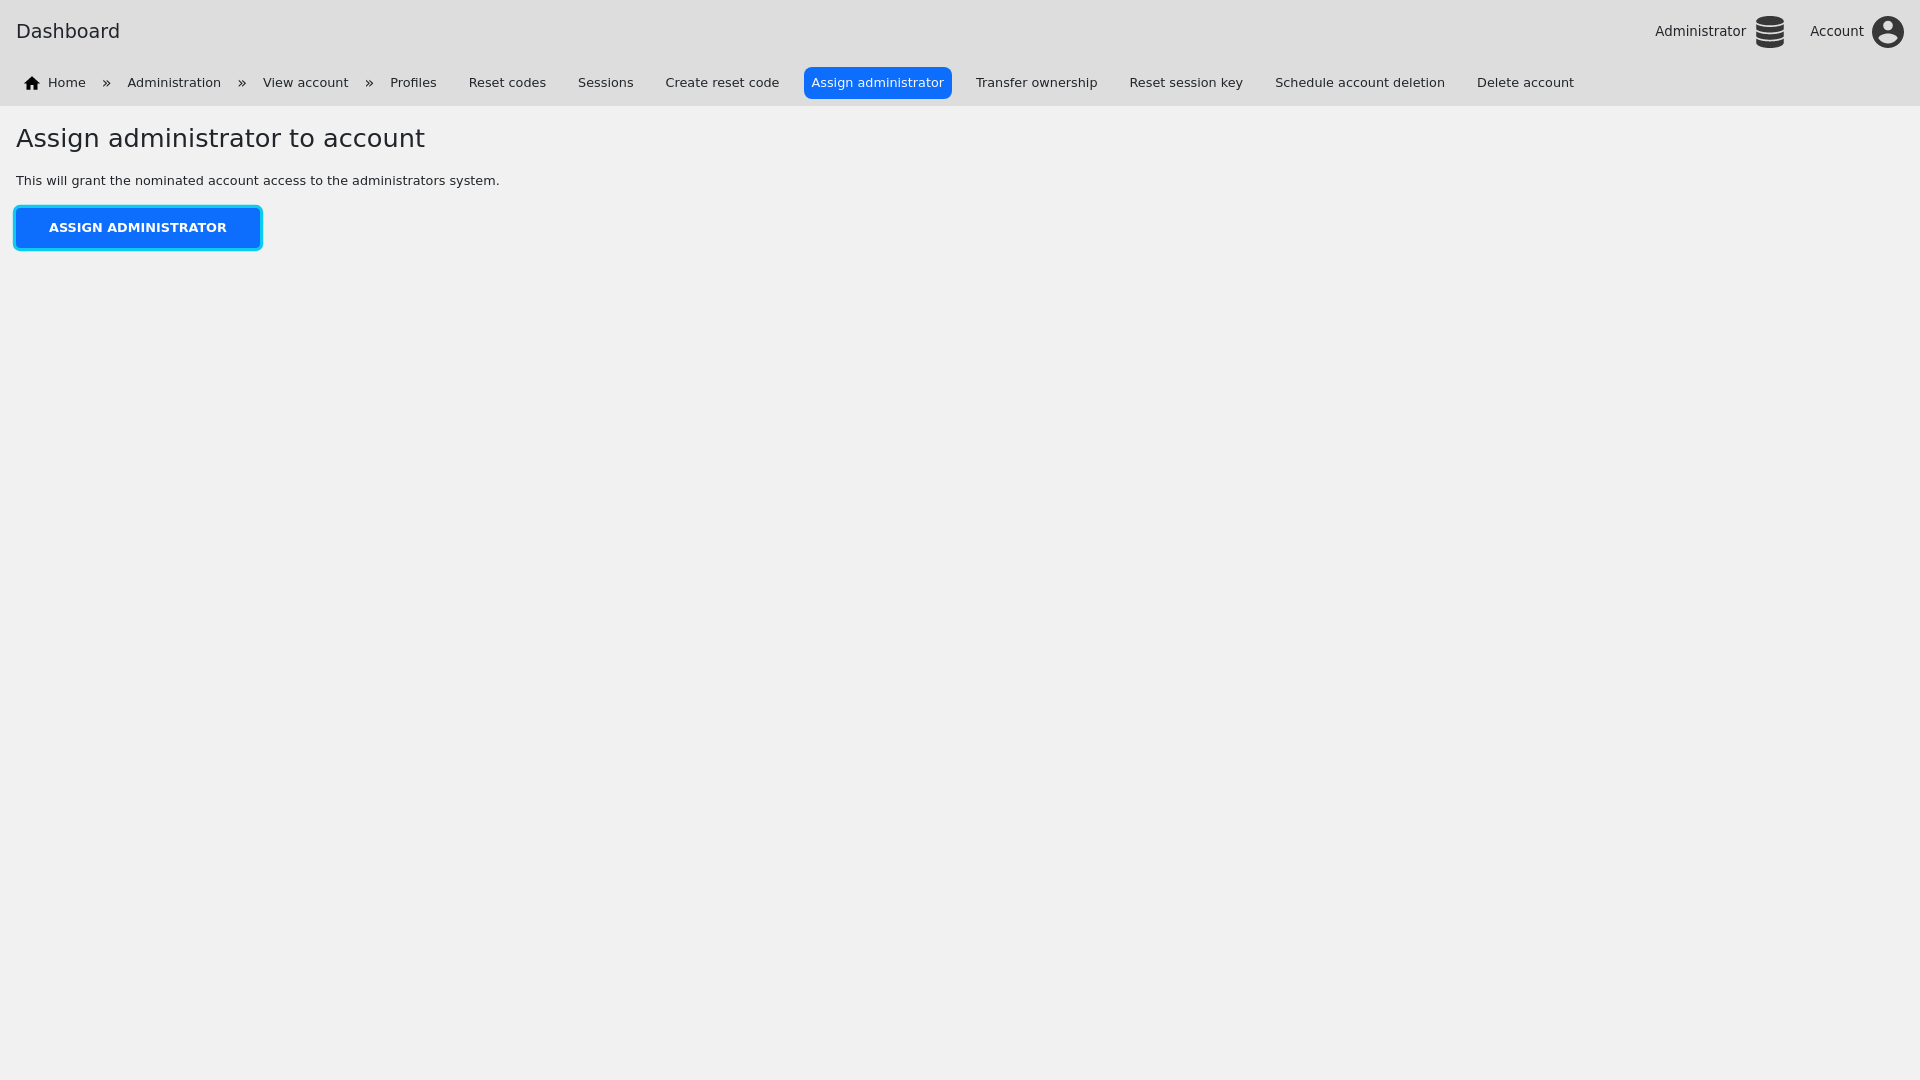 Dashboard
Administrator
Account
Home » Administration » View account » Profiles Reset codes Sessions Create reset code Assign administrator Transfer ownership Reset session key Schedule account deletion Delete account
Assign administrator to account
This will grant the nominated account access to the administrators system.
ASSIGN ADMINISTRATOR